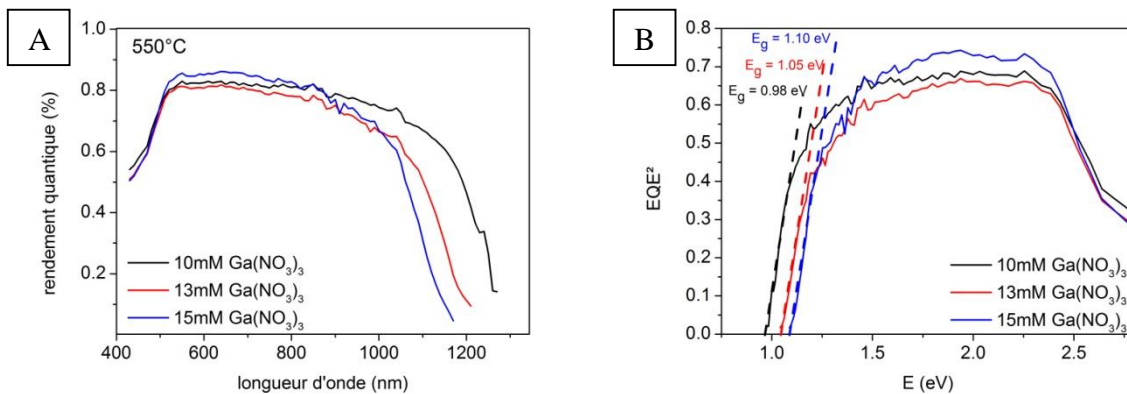 A
550°C
1.0
0.8
0.6
0.4
0.2
rendement quantique (%)
10mM Ga(NO₃)₃
13mM Ga(NO₃)₃
15mM Ga(NO₃)₃
400 600 800 1000 1200
longueur d'onde (nm)
B
E_g = 1.10 eV
E_g = 1.05 eV
E_g = 0.98 eV
0.8
0.7
0.6
0.5
0.4
0.3
0.2
0.1
0.0
EQE²
10mM Ga(NO₃)₃
13mM Ga(NO₃)₃
15mM Ga(NO₃)₃
1.0 1.5 2.0 2.5
E (eV)